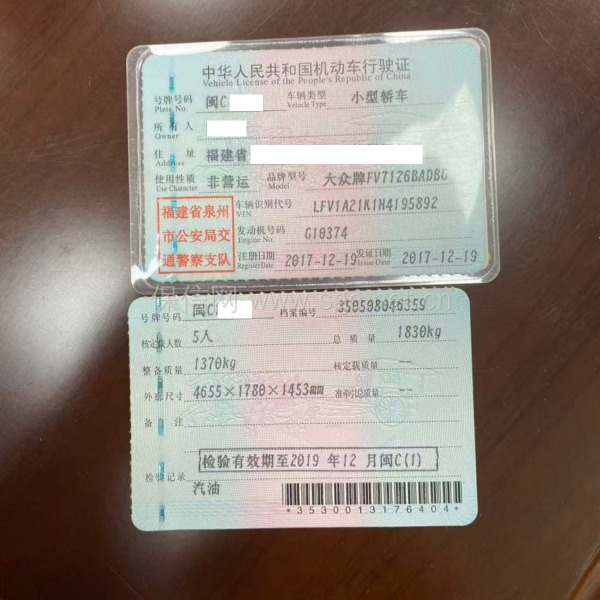 中华人民共和国机动车行驶证
Vehicle License of the People's Republic of China
号牌号码 闽C 车辆类型 小型轿车
Plate No. Vehicle Type
所有人
Owner
住址 福建省
Address
使用性质 非营运 品牌型号 大众牌FV7126BADBG
Use Character Model
福建省泉州
市公安局交
通警察支队
车辆识别代号 LFV1A21K1H4195892
VIN
发动机号码 G10374
Engine No.
注册日期 2017-12-19 发证日期 2017-12-19
Register Date Issue Date
号牌号码 闽C 档案编号 350508046359
核定载人数 5人 总质量 1830kg
整备质量 1370kg 核定载质量 --
外廓尺寸 4655×1780×1453mm 准牵引总质量 --
备注
检验有效期至2019 年 12 月闽C(1)
检验记录
汽油
*3530013176404*